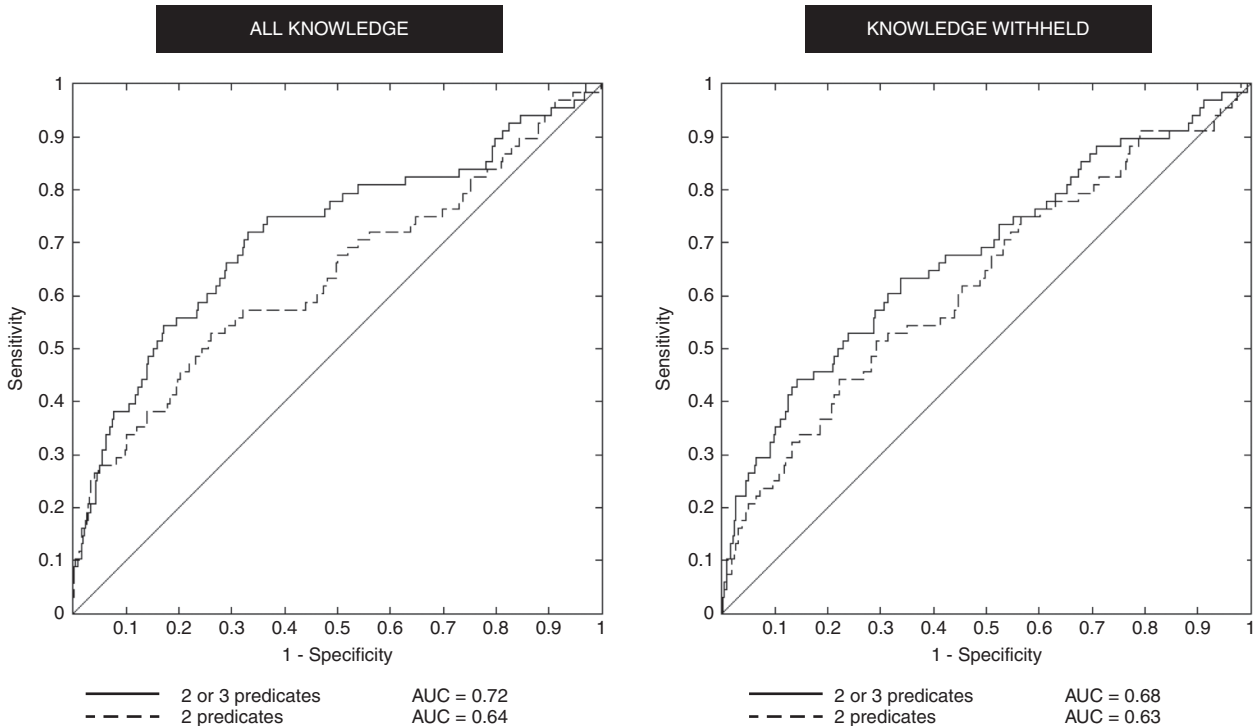 ALL KNOWLEDGE
1
0.9
0.8
0.7
0.6
0.5
0.4
0.3
0.2
0.1
0
Sensitivity
0.1 0.2 0.3 0.4 0.5 0.6 0.7 0.8 0.9 1
1 - Specificity
2 or 3 predicates AUC = 0.72
2 predicates AUC = 0.64
KNOWLEDGE WITHHELD
1
0.9
0.8
0.7
0.6
0.5
0.4
0.3
0.2
0.1
0
Sensitivity
0.1 0.2 0.3 0.4 0.5 0.6 0.7 0.8 0.9 1
1 - Specificity
2 or 3 predicates AUC = 0.68
2 predicates AUC = 0.63